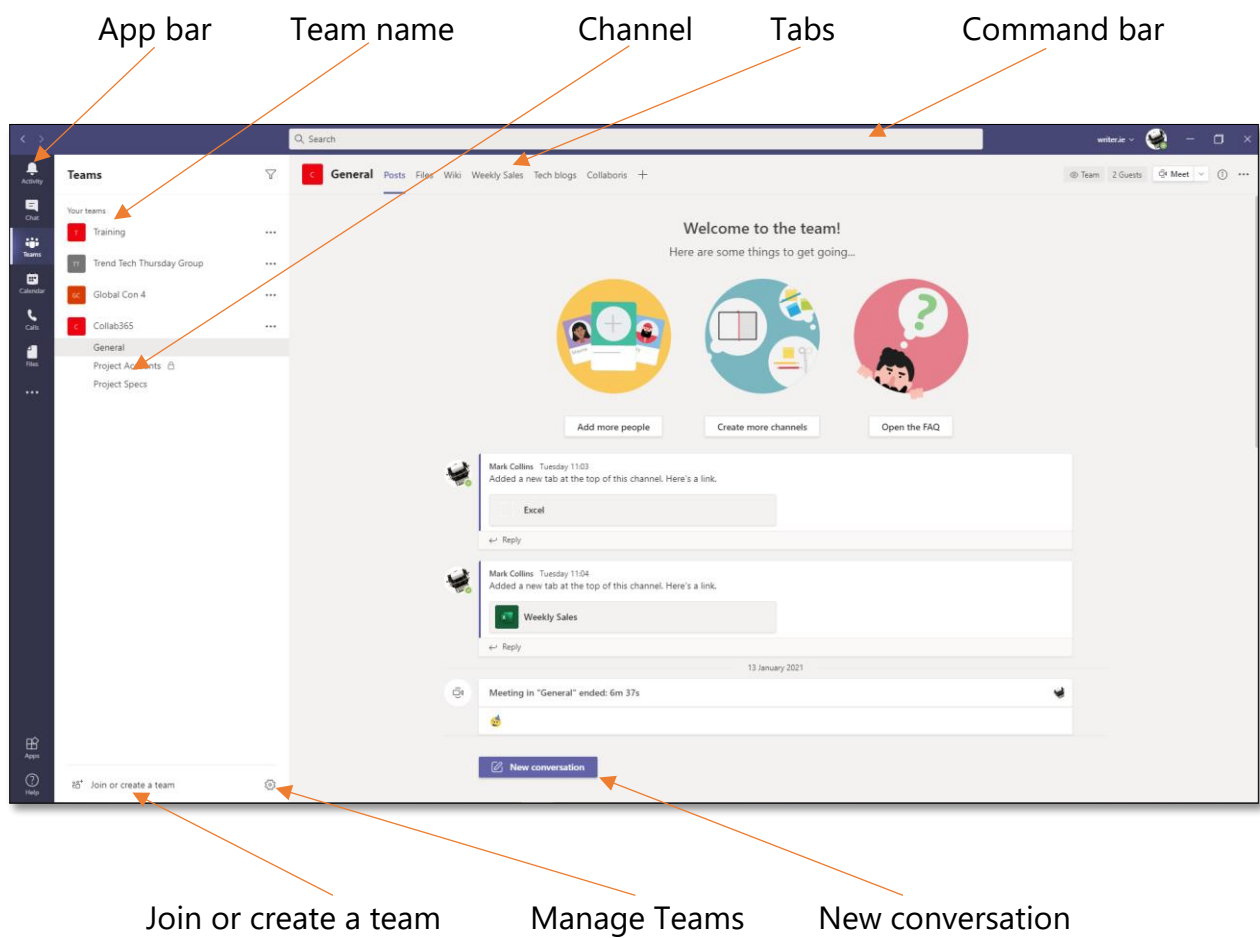 App bar Team name Channel Tabs Command bar
Search
writer.ie
Activity
Chat
Teams
Calendar
Calls
Files
Apps
Help
Teams
Your teams
T Training
TT Trend Tech Thursday Group
GC Global Con 4
C Collab365
General
Project Accounts
Project Specs
Join or create a team
C General Posts Files Wiki Weekly Sales Tech blogs Collaboris +
Team 2 Guests Meet
Welcome to the team!
Here are some things to get going...
Add more people Create more channels Open the FAQ
Mark Collins Tuesday 11:03
Added a new tab at the top of this channel. Here's a link.
Excel
Reply
Mark Collins Tuesday 11:04
Added a new tab at the top of this channel. Here's a link.
Weekly Sales
Reply
13 January 2021
Meeting in "General" ended: 6m 37s
New conversation
Join or create a team Manage Teams New conversation